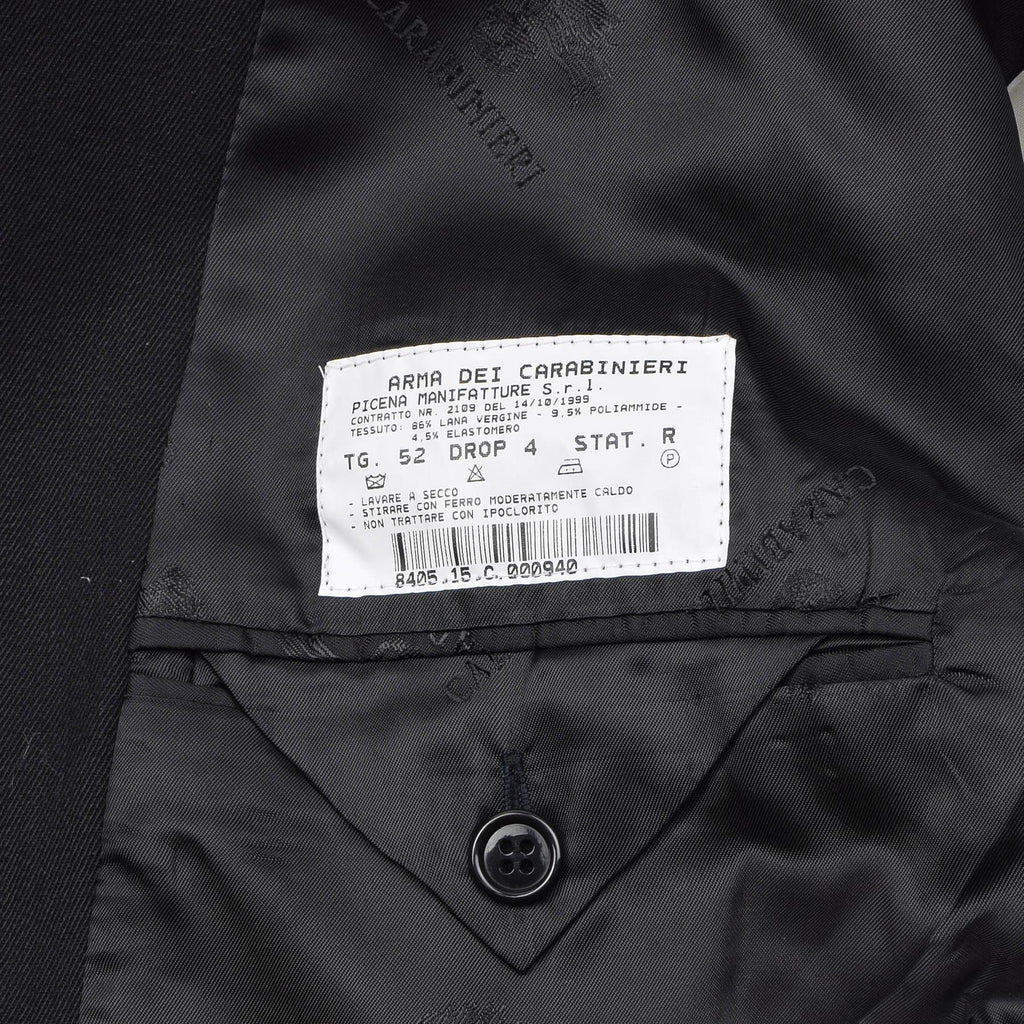 CARABINIERI
ARMA DEI CARABINIERI
PICENA MANIFATTURE S.r.l.
CONTRATTO NR. 2109 DEL 14/10/1999
TESSUTO: 86% LANA VERGINE - 9,5% POLIAMMIDE -
4,5% ELASTOMERO
TG. 52 DROP 4 STAT. R
P
- LAVARE A SECCO
- STIRARE CON FERRO MODERATAMENTE CALDO
- NON TRATTARE CON IPOCLORITO
8405.15.C.000940